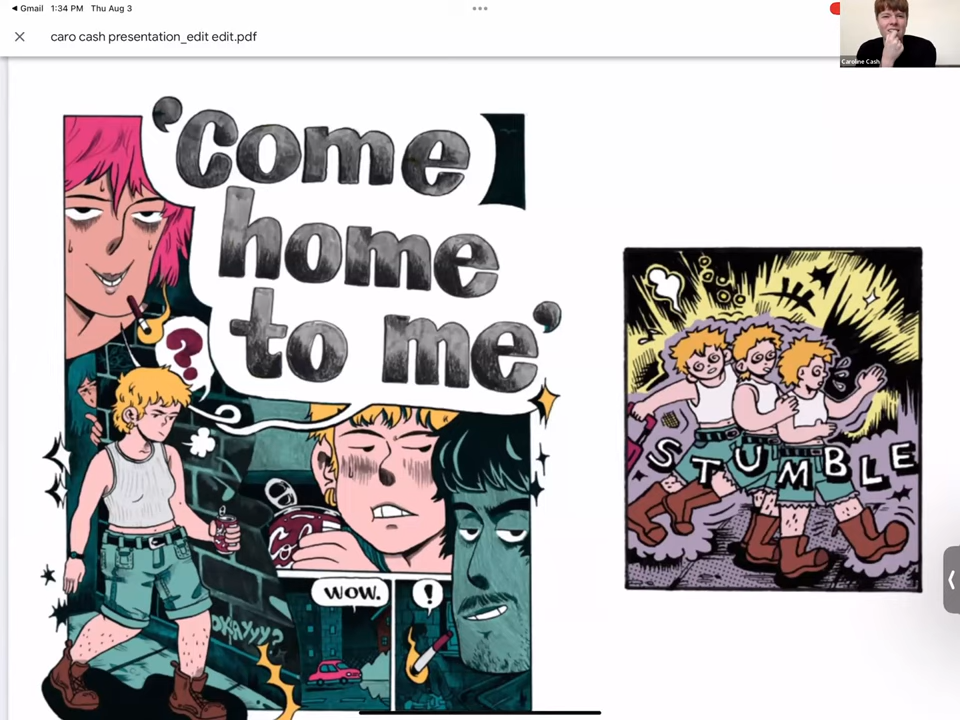 Gmail 1:34 PM Thu Aug 3
caro cash presentation_edit edit.pdf
Caroline Cash
'Come
home
to me'
?
STUMBLE
WOW.
!
OKAYYY?